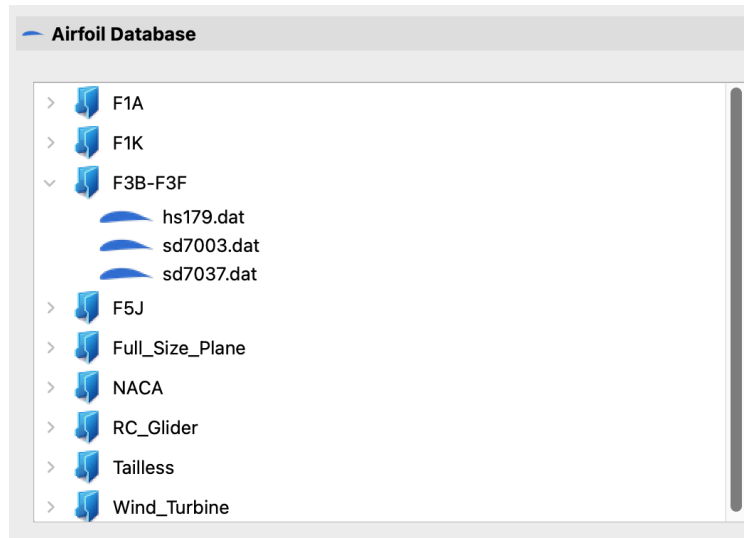 Airfoil Database
F1A
F1K
F3B-F3F
hs179.dat
sd7003.dat
sd7037.dat
F5J
Full_Size_Plane
NACA
RC_Glider
Tailless
Wind_Turbine